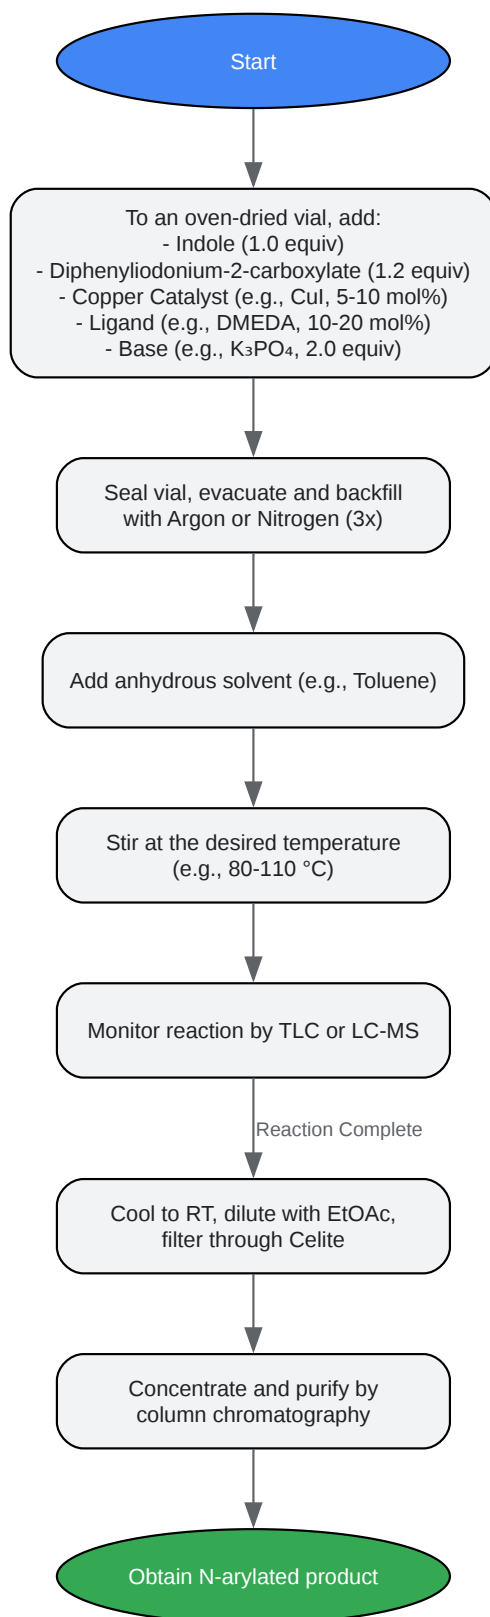 Start
To an oven-dried vial, add:
- Indole (1.0 equiv)
- Diphenyliodonium-2-carboxylate (1.2 equiv)
- Copper Catalyst (e.g., CuI, 5-10 mol%)
- Ligand (e.g., DMEDA, 10-20 mol%)
- Base (e.g., K₃PO₄, 2.0 equiv)
Seal vial, evacuate and backfill
with Argon or Nitrogen (3x)
Add anhydrous solvent (e.g., Toluene)
Stir at the desired temperature
(e.g., 80-110 °C)
Monitor reaction by TLC or LC-MS
Reaction Complete
Cool to RT, dilute with EtOAc,
filter through Celite
Concentrate and purify by
column chromatography
Obtain N-arylated product